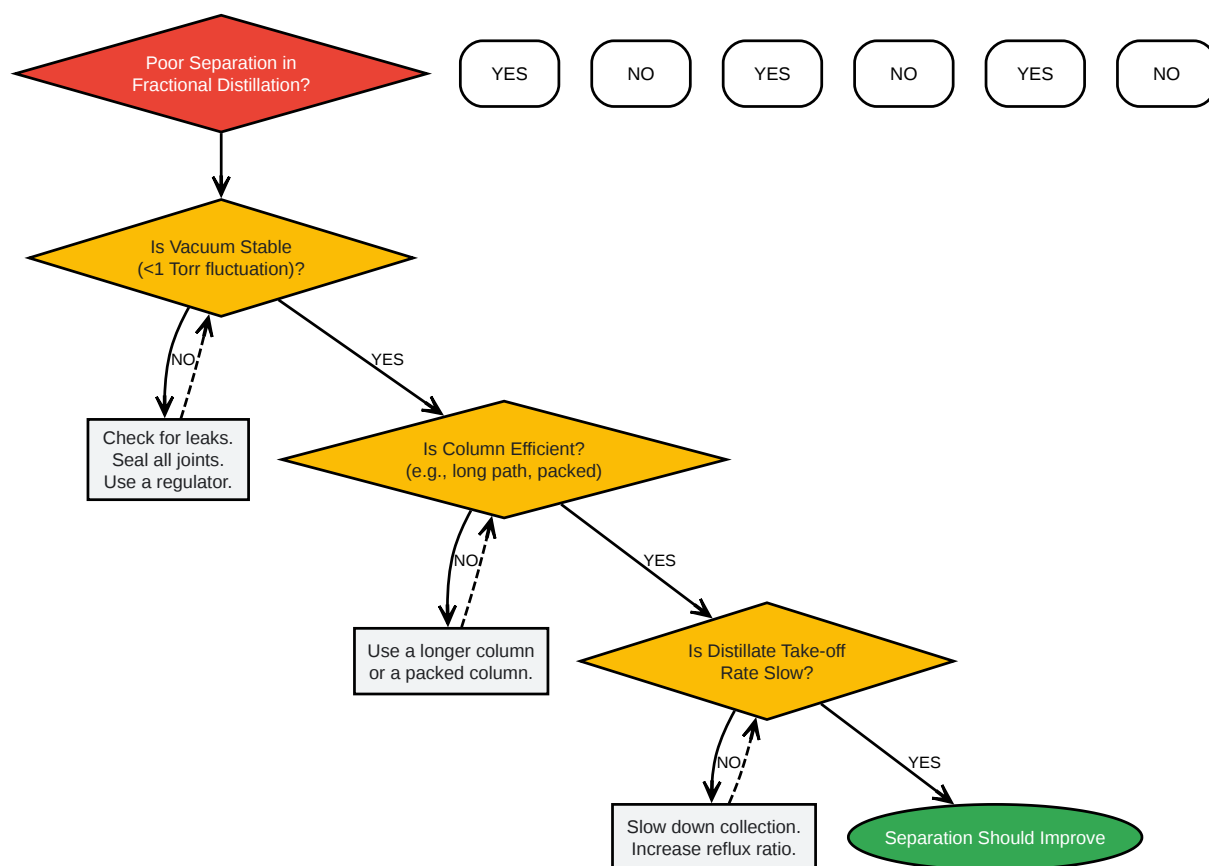 Poor Separation in
Fractional Distillation?
YES
NO
YES
NO
YES
NO
Is Vacuum Stable
(<1 Torr fluctuation)?
NO
YES
Check for leaks.
Seal all joints.
Use a regulator.
Is Column Efficient?
(e.g., long path, packed)
NO
YES
Use a longer column
or a packed column.
Is Distillate Take-off
Rate Slow?
NO
YES
Slow down collection.
Increase reflux ratio.
Separation Should Improve